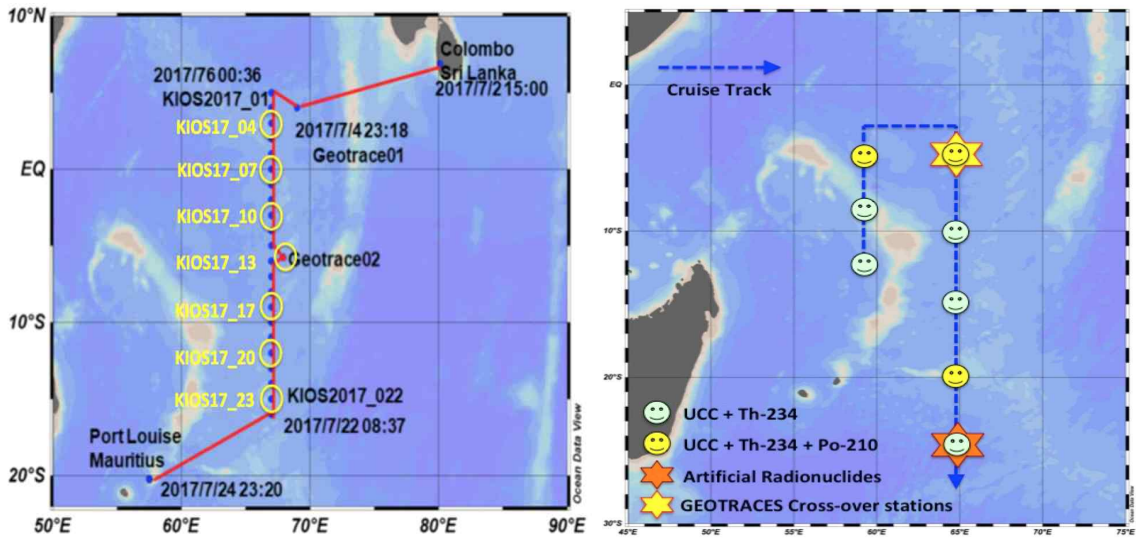 10°N
EQ
10°S
20°S
50°E
60°E
70°E
80°E
90°E
Colombo
Sri Lanka
2017/7/2 15:00
2017/76 00:36
KIOS2017_01
KIOS17_04
2017/7/4 23:18
Geotrace01
KIOS17_07
KIOS17_10
KIOS17_13
Geotrace02
KIOS17_17
KIOS17_20
KIOS17_23
KIOS2017_022
2017/7/22 08:37
Port Louise
Mauritius
2017/7/24 23:20
Ocean Data View
Cruise Track
EQ
10°S
20°S
30°S
45°E
55°E
60°E
65°E
75°E
UCC + Th-234
UCC + Th-234 + Po-210
Artificial Radionuclides
GEOTRACES Cross-over stations
Ocean Data View